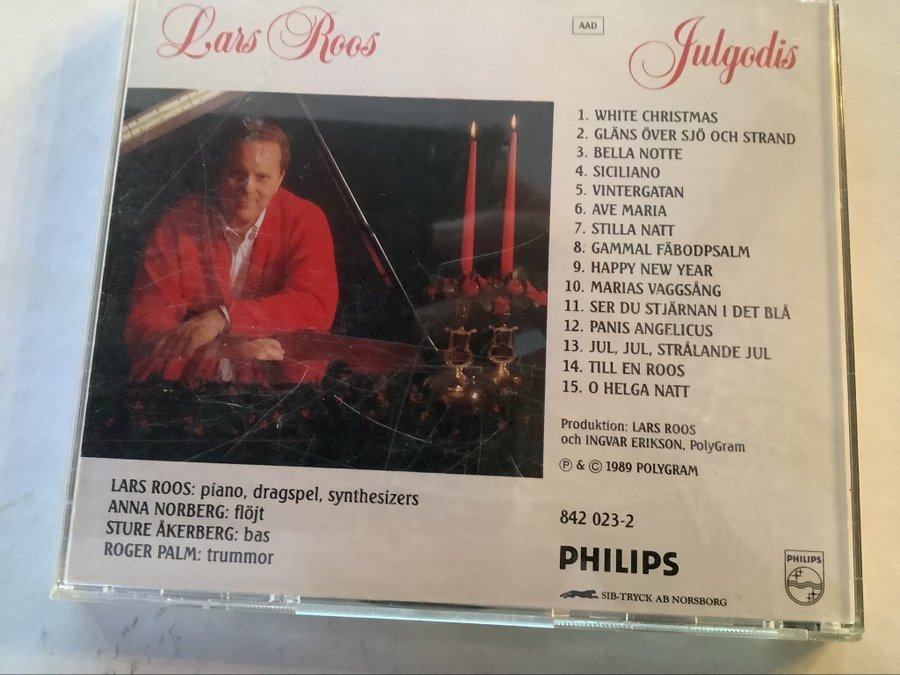 Lars Roos
AAD
Julgodis
1. WHITE CHRISTMAS
2. GLÄNS ÖVER SJÖ OCH STRAND
3. BELLA NOTTE
4. SICILIANO
5. VINTERGATAN
6. AVE MARIA
7. STILLA NATT
8. GAMMAL FÄBODPSALM
9. HAPPY NEW YEAR
10. MARIAS VAGGSÅNG
11. SER DU STJÄRNAN I DET BLÅ
12. PANIS ANGELICUS
13. JUL, JUL, STRÅLANDE JUL
14. TILL EN ROOS
15. O HELGA NATT
Produktion: LARS ROOS
och INGVAR ERIKSON, PolyGram
Ⓟ & © 1989 POLYGRAM
LARS ROOS: piano, dragspel, synthesizers
ANNA NORBERG: flöjt
STURE ÅKERBERG: bas
ROGER PALM: trummor
842 023-2
PHILIPS
SIB-TRYCK AB NORSBORG
PHILIPS